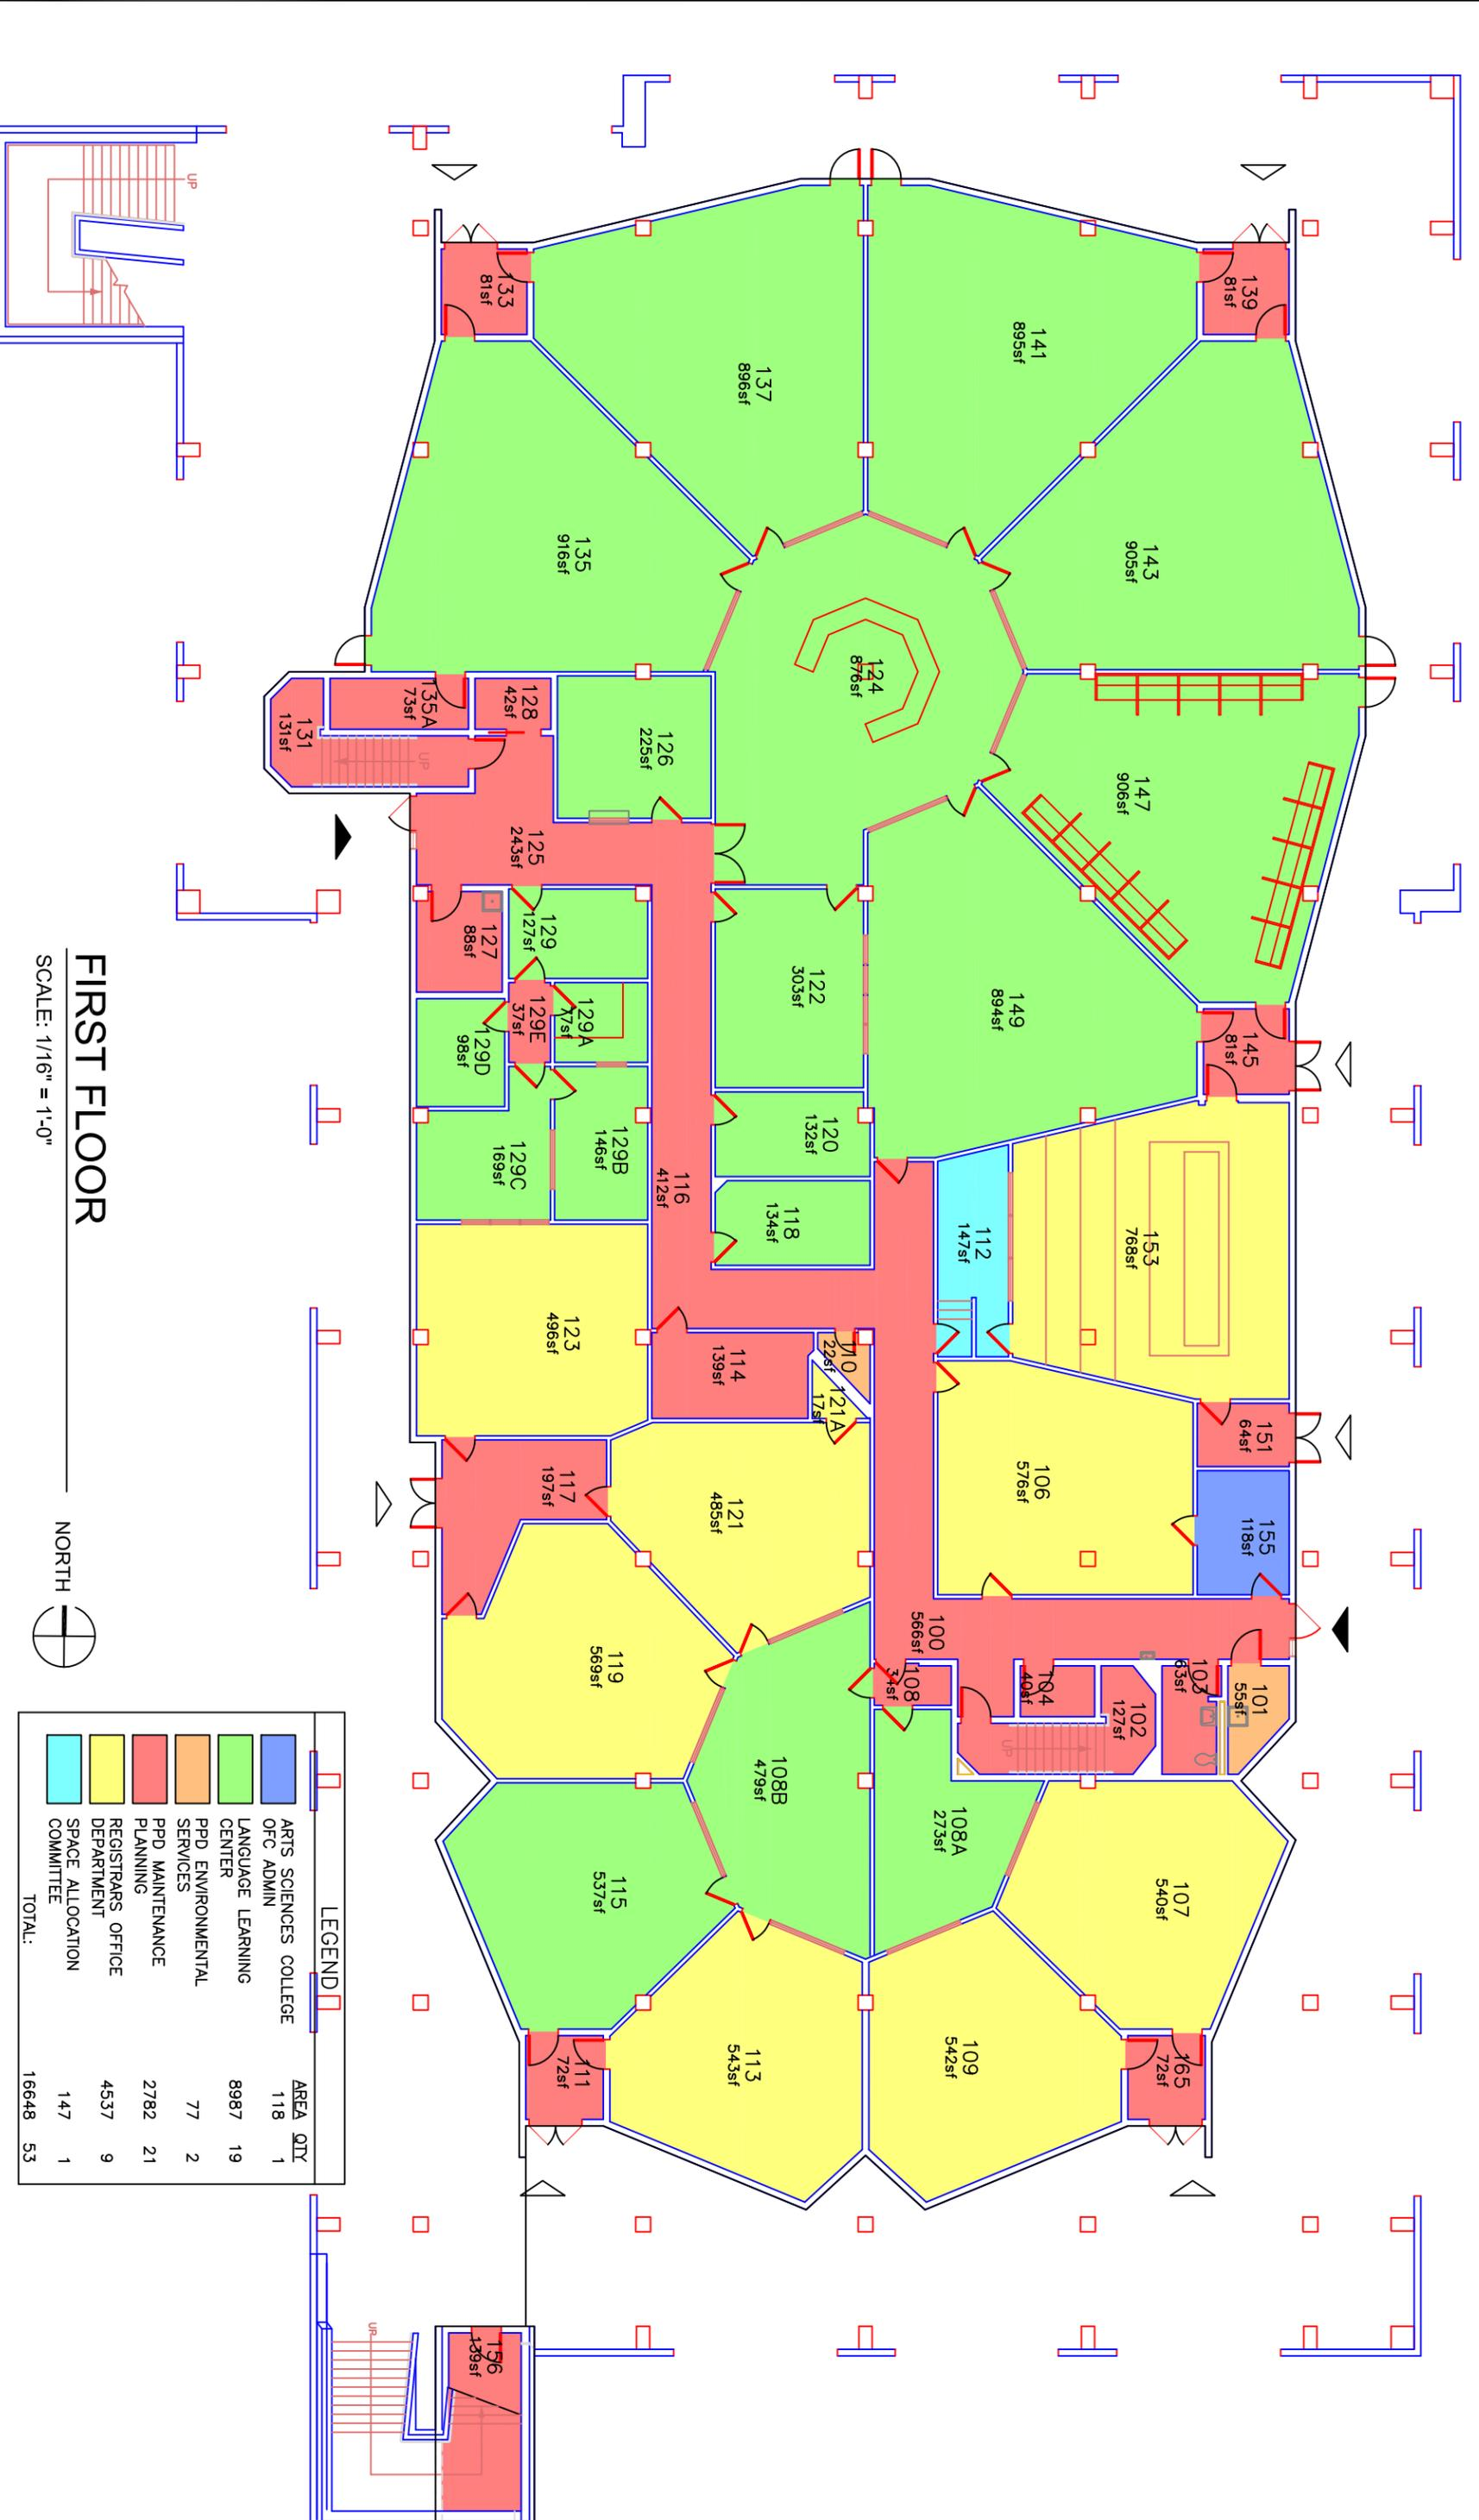 UP
133
81sf
139
81sf
141
895sf
137
896sf
143
905sf
135
916sf
124
876sf
135A
73sf
128
42sf
131
131sf
UP
126
225sf
147
906sf
125
243sf
127
88sf
129
127sf
122
303sf
149
894sf
145
81sf
129E
37sf
129A
77sf
129D
98sf
129C
169sf
129B
146sf
120
132sf
116
412sf
118
134sf
112
147sf
153
768sf
123
496sf
114
139sf
110
22sf
121A
17sf
106
576sf
151
64sf
117
197sf
121
485sf
155
118sf
100
566sf
119
569sf
108
34sf
104
40sf
103
63sf
101
55sf
102
127sf
UP
108B
479sf
108A
273sf
115
537sf
107
540sf
111
72sf
113
543sf
109
542sf
165
72sf
156
139sf
UP
FIRST FLOOR
SCALE: 1/16" = 1'-0"
NORTH
LEGEND
AREA QTY
ARTS SCIENCES COLLEGE
OFC ADMIN 118 1
LANGUAGE LEARNING
CENTER 8987 19
PPD ENVIRONMENTAL
SERVICES 77 2
PPD MAINTENANCE
PLANNING 2782 21
REGISTRARS OFFICE
DEPARTMENT 4537 9
SPACE ALLOCATION
COMMITTEE 147 1
TOTAL: 16648 53